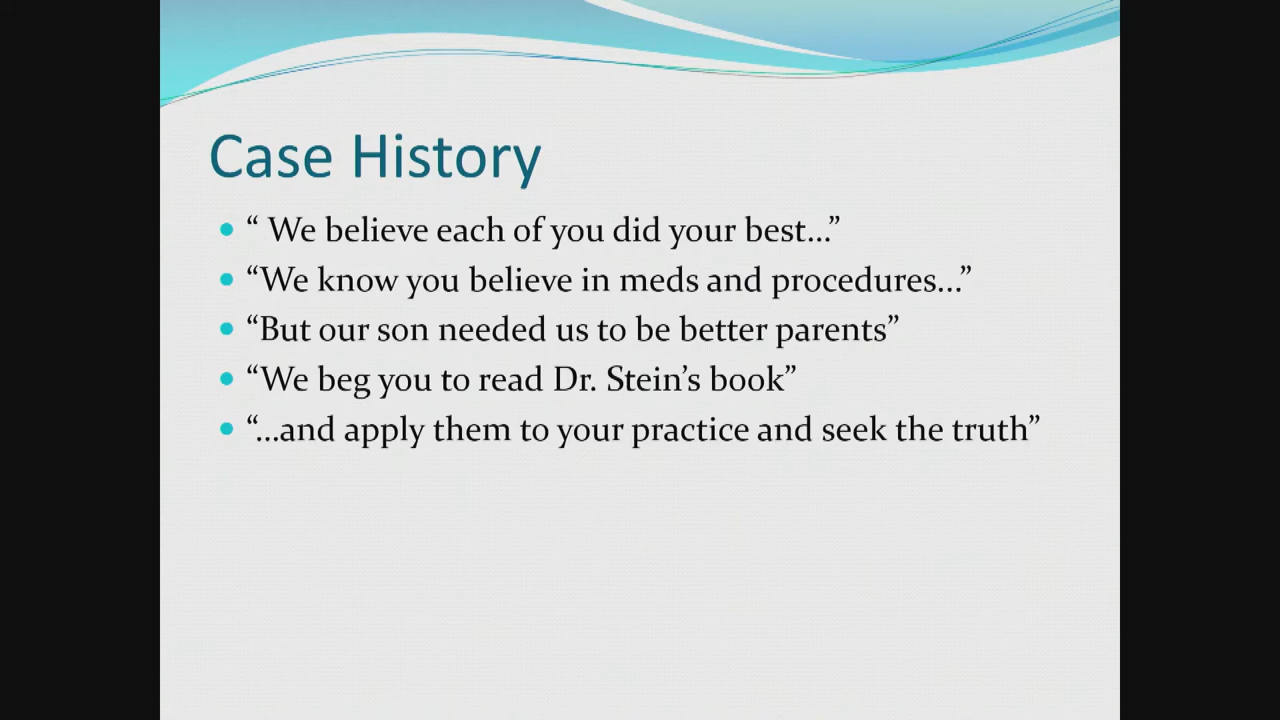 Case History
“ We believe each of you did your best…”
“We know you believe in meds and procedures…”
“But our son needed us to be better parents”
“We beg you to read Dr. Stein’s book”
“…and apply them to your practice and seek the truth”